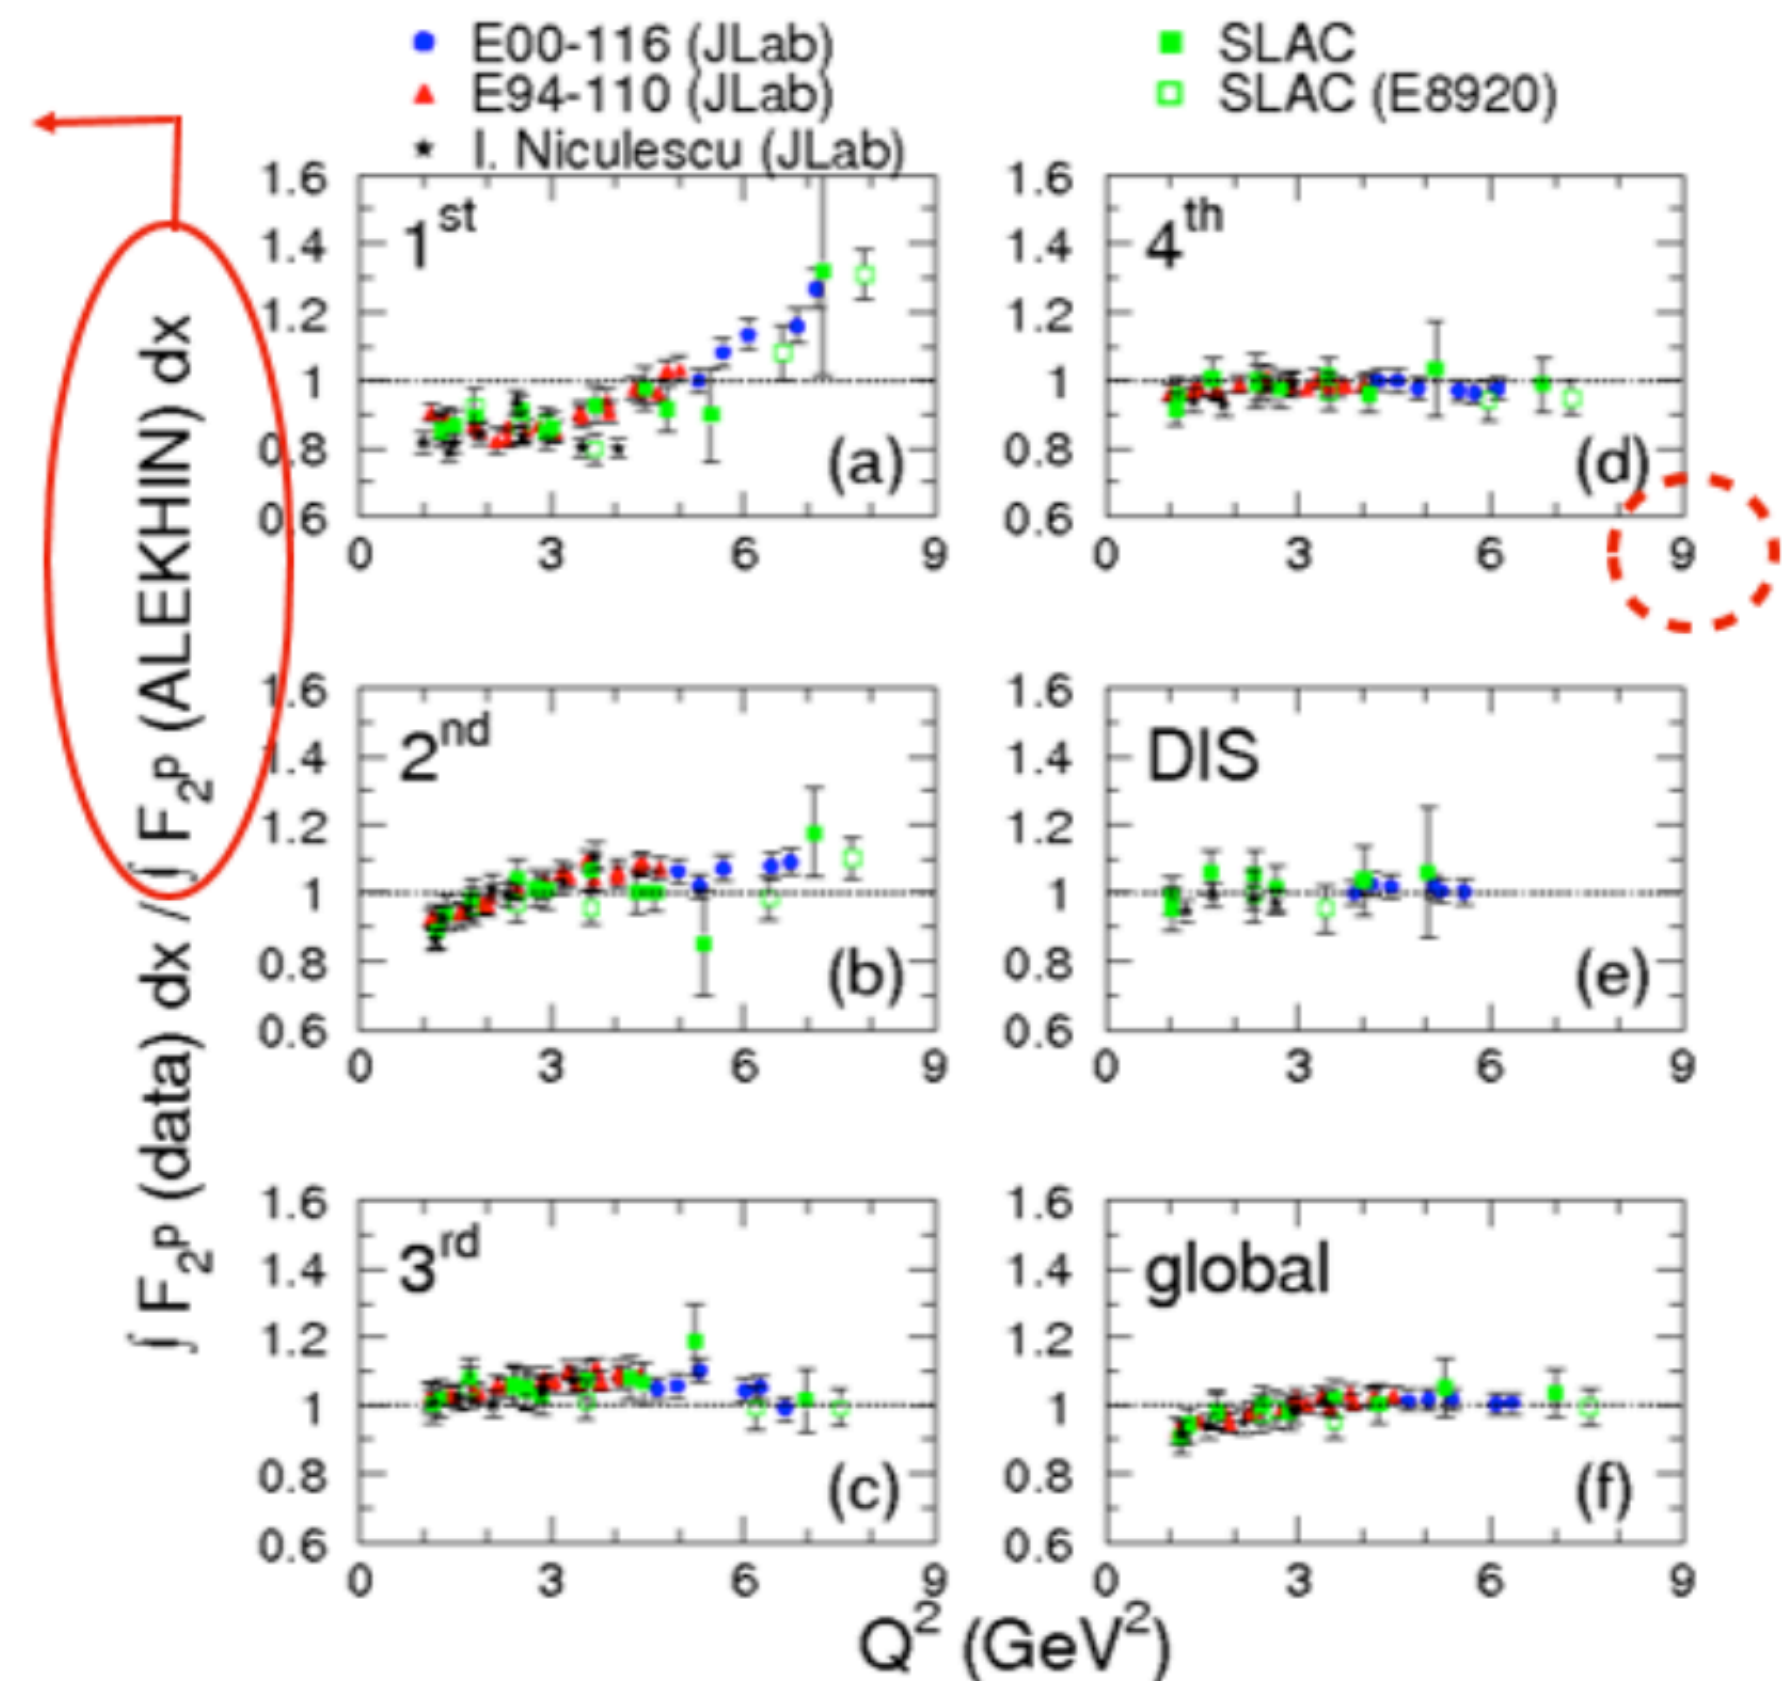 E00-116 (JLab)
E94-110 (JLab)
I. Niculescu (JLab)
SLAC
SLAC (E8920)
∫ F₂ᵖ (data) dx / ∫ F₂ᵖ (ALEKHIN) dx
1.6
1.4
1.2
1
0.8
0.6
1ˢᵗ
(a)
0 3 6 9
1.6
1.4
1.2
1
0.8
0.6
4ᵗʰ
(d)
0 3 6 9
1.6
1.4
1.2
1
0.8
0.6
2ⁿᵈ
(b)
0 3 6 9
1.6
1.4
1.2
1
0.8
0.6
DIS
(e)
0 3 6 9
1.6
1.4
1.2
1
0.8
0.6
3ʳᵈ
(c)
0 3 6 9
1.6
1.4
1.2
1
0.8
0.6
global
(f)
0 3 6 9
Q² (GeV²)